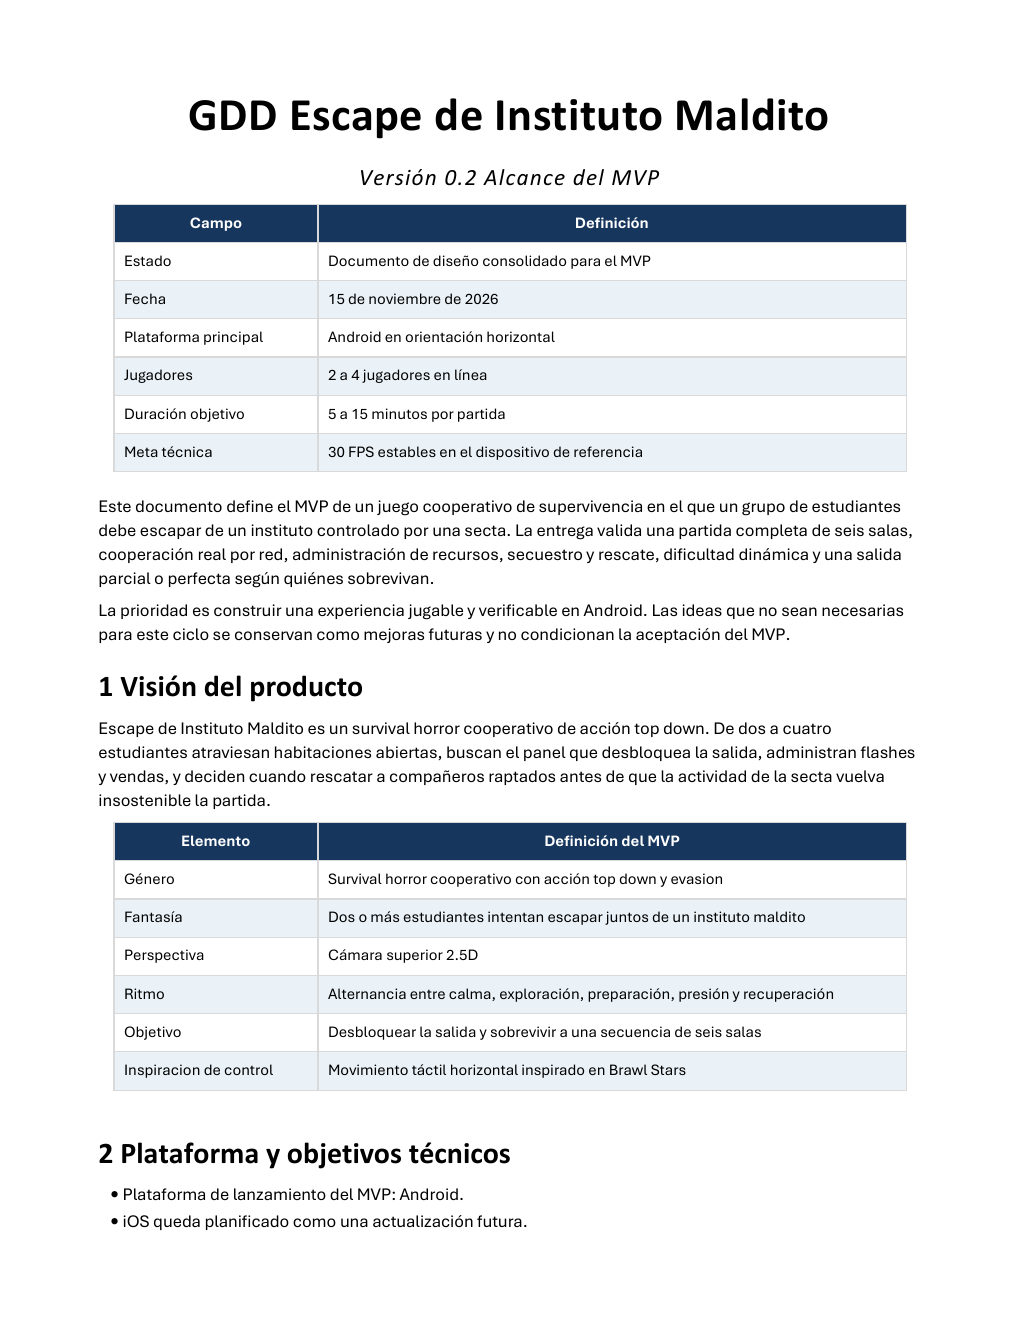 GDD Escape de Instituto Maldito
Versión 0.2 Alcance del MVP
Campo Definición
Estado Documento de diseño consolidado para el MVP
Fecha 15 de noviembre de 2026
Plataforma principal Android en orientación horizontal
Jugadores 2 a 4 jugadores en línea
Duración objetivo 5 a 15 minutos por partida
Meta técnica 30 FPS estables en el dispositivo de referencia
Este documento define el MVP de un juego cooperativo de supervivencia en el que un grupo de estudiantes
debe escapar de un instituto controlado por una secta. La entrega valida una partida completa de seis salas,
cooperación real por red, administración de recursos, secuestro y rescate, dificultad dinámica y una salida
parcial o perfecta según quiénes sobrevivan.
La prioridad es construir una experiencia jugable y verificable en Android. Las ideas que no sean necesarias
para este ciclo se conservan como mejoras futuras y no condicionan la aceptación del MVP.
1 Visión del producto
Escape de Instituto Maldito es un survival horror cooperativo de acción top down. De dos a cuatro
estudiantes atraviesan habitaciones abiertas, buscan el panel que desbloquea la salida, administran flashes
y vendas, y deciden cuando rescatar a compañeros raptados antes de que la actividad de la secta vuelva
insostenible la partida.
Elemento Definición del MVP
Género Survival horror cooperativo con acción top down y evasion
Fantasía Dos o más estudiantes intentan escapar juntos de un instituto maldito
Perspectiva Cámara superior 2.5D
Ritmo Alternancia entre calma, exploración, preparación, presión y recuperación
Objetivo Desbloquear la salida y sobrevivir a una secuencia de seis salas
Inspiracion de control Movimiento táctil horizontal inspirado en Brawl Stars
2 Plataforma y objetivos técnicos
• Plataforma de lanzamiento del MVP: Android.
• iOS queda planificado como una actualización futura.